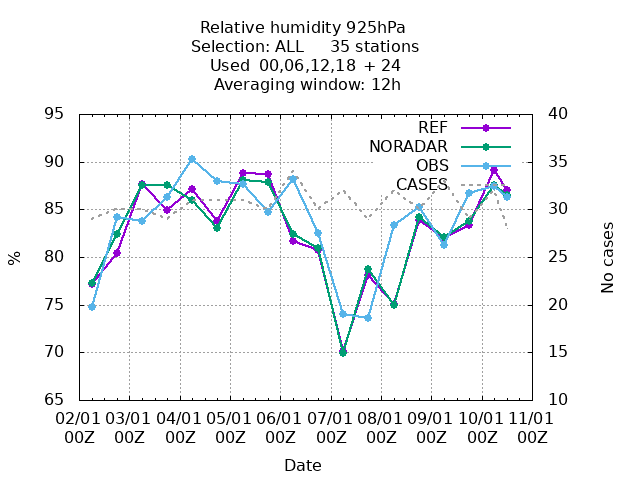 Relative humidity 925hPa
Selection: ALL 35 stations
Used 00,06,12,18 + 24
Averaging window: 12h
95 40
REF
NORADAR
90 35
OBS
CASES
85 30
80 25
%
No cases
75 20
70 15
65 10
02/01 03/01 04/01 05/01 06/01 07/01 08/01 09/01 10/01 11/01
00Z 00Z 00Z 00Z 00Z 00Z 00Z 00Z 00Z 00Z
Date